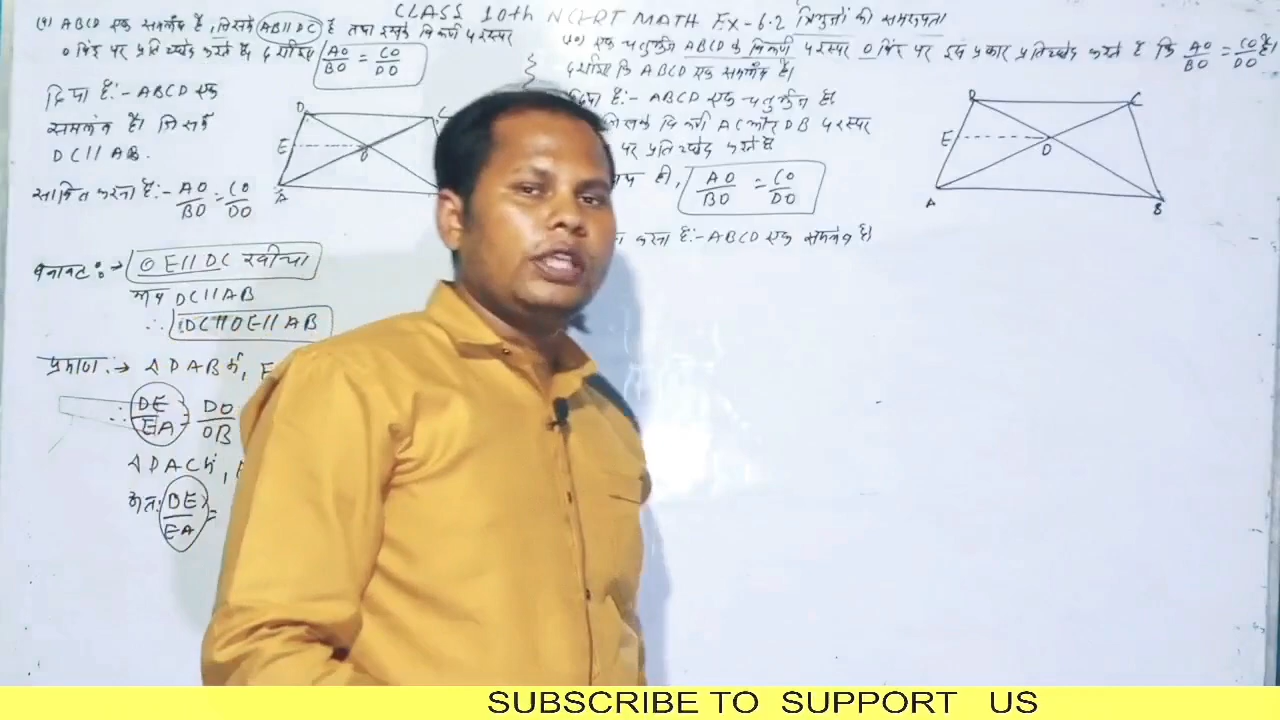 CLASS 10th NCERT MATH EX-6.2 त्रिभुजों की समरूपता
(9) ABCD एक समलंब है, जिसमें AB||DC है तथा इसके विकर्ण परस्पर
O बिंदु पर प्रतिच्छेद करते हैं दर्शाइए AO/BO = CO/DO
दिया है:- ABCD एक
समलंब है। जिसमें
DC || AB.
साबित करना है:- AO/BO = CO/DO
D
C
E
O
A
बनावट :→ OE||DC खींचा
अब DC||AB
∴ DC||OE||AB
प्रमाण :→ △DAB में, E
∴ DE/EA = DO/OB
△DAC में,
अतः DE/EA =
(10) एक चतुर्भुज ABCD के विकर्ण परस्पर O बिंदु पर इस प्रकार प्रतिच्छेद करते हैं कि AO/BO = CO/DO है।
दर्शाइए कि ABCD एक समलंब है।
दिया है:- ABCD एक चतुर्भुज है।
जिसके विकर्ण AC और DB परस्पर
पर प्रतिच्छेद करते हैं
ही, AO/BO = CO/DO
करना है:- ABCD एक समलंब है।
D
C
E
O
A
B
SUBSCRIBE TO SUPPORT US